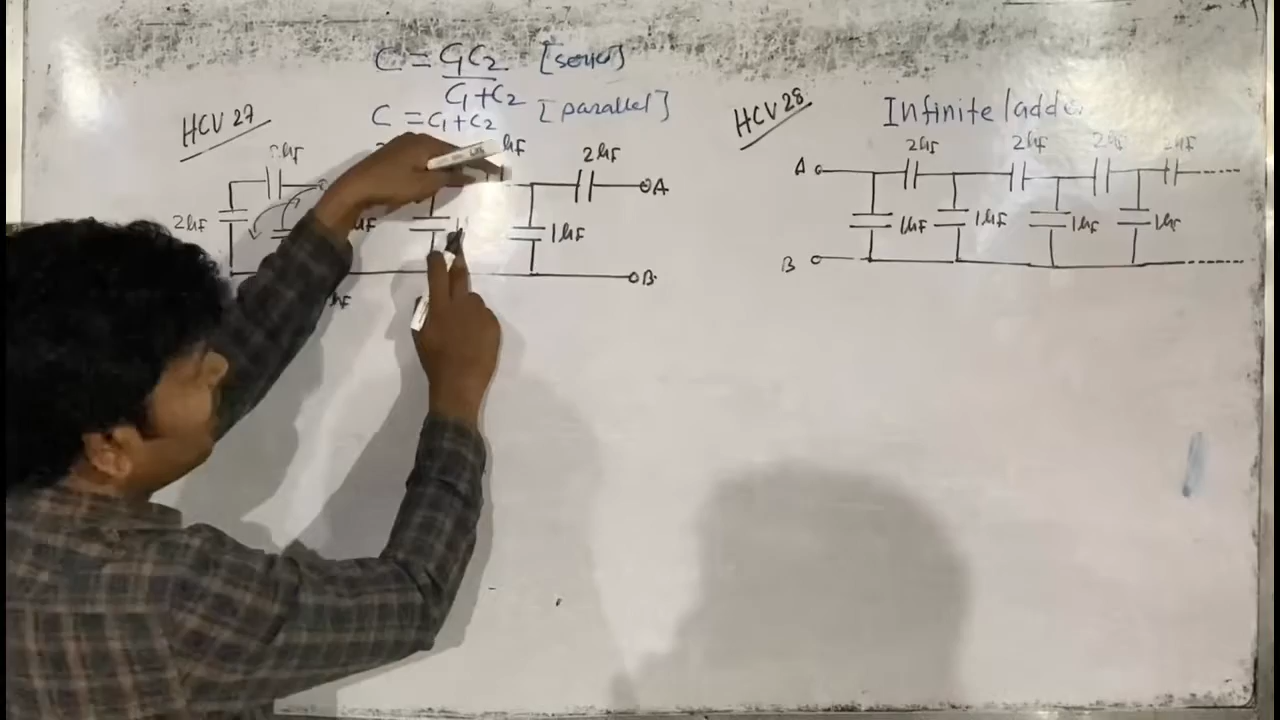 C = C₁C₂ / C₁+C₂ [series]
C = C₁+C₂ [parallel]
HCV 27
2μF
2μF
A
1μF
B
HCV 28
Infinite ladder
2μF 2μF 2μF 2μF
A
1μF 1μF 1μF 1μF
B